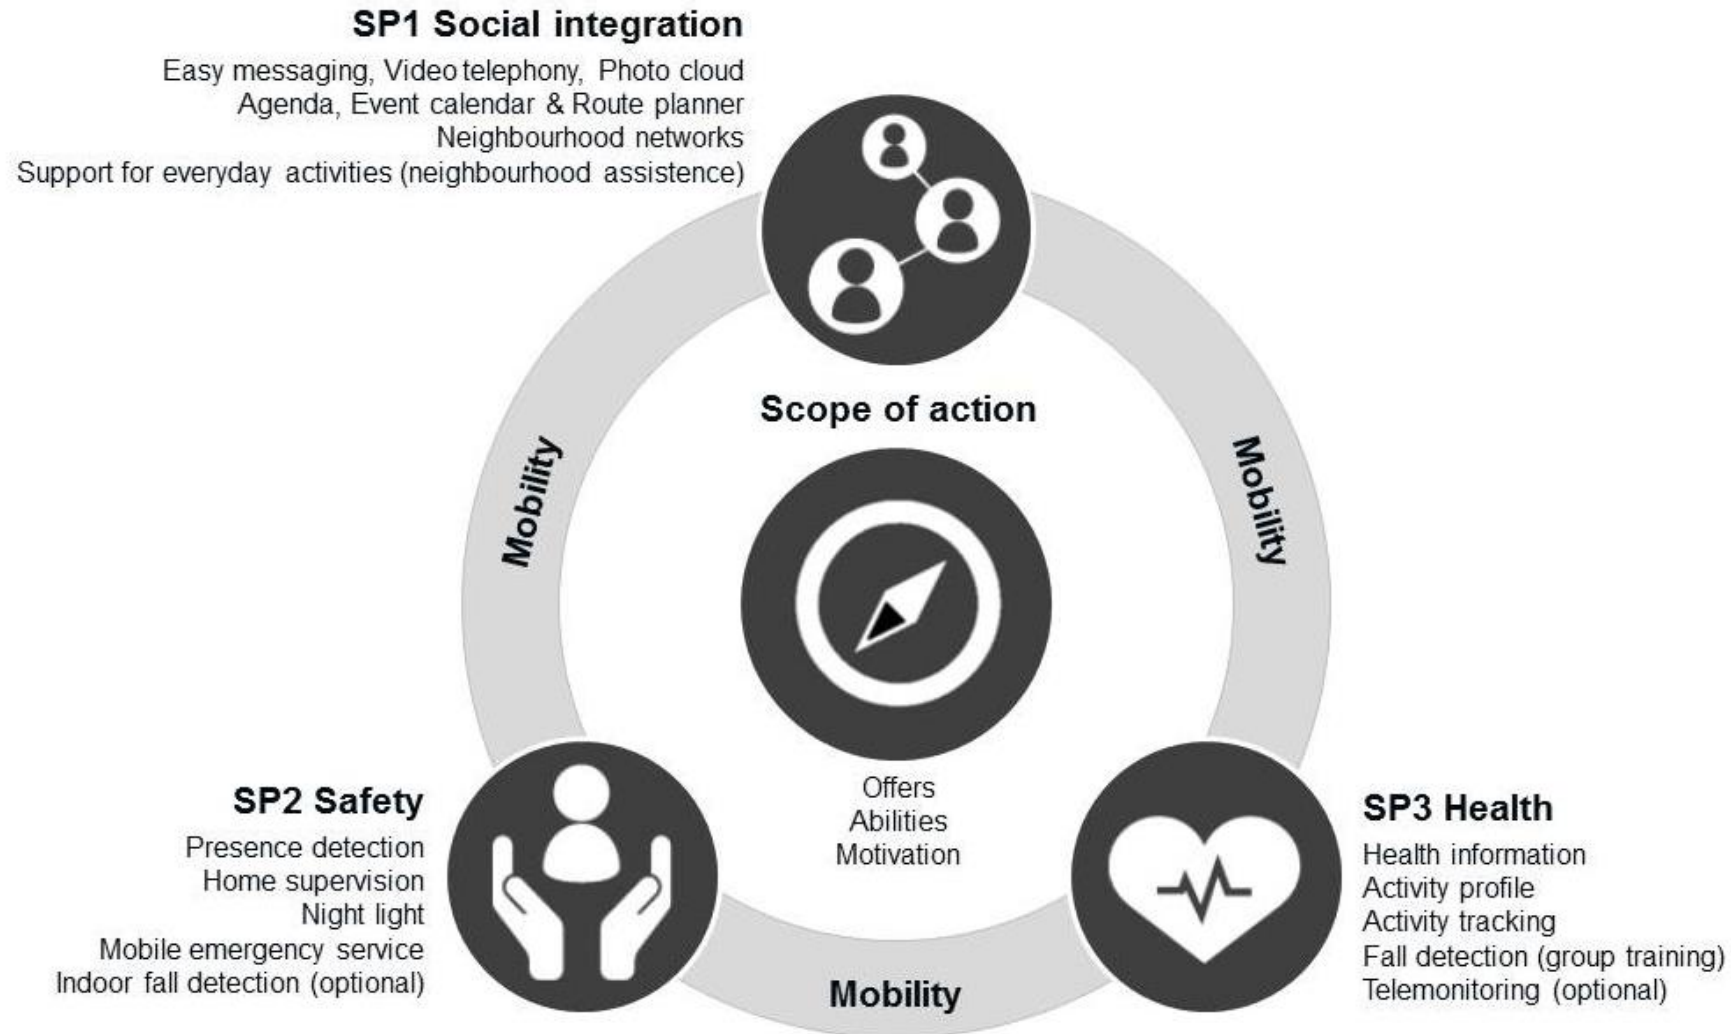 SP1 Social integration
Easy messaging, Video telephony, Photo cloud
Agenda, Event calendar & Route planner
Neighbourhood networks
Support for everyday activities (neighbourhood assistence)
Scope of action
Mobility
Mobility
Offers
Abilities
Motivation
SP2 Safety
Presence detection
Home supervision
Night light
Mobile emergency service
Indoor fall detection (optional)
SP3 Health
Health information
Activity profile
Activity tracking
Fall detection (group training)
Telemonitoring (optional)
Mobility